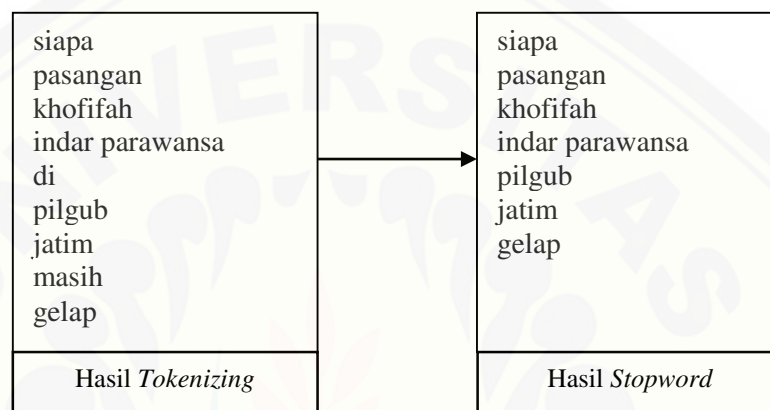 siapa
pasangan
khofifah
indar parawansa
di
pilgub
jatim
masih
gelap
Hasil Tokenizing
siapa
pasangan
khofifah
indar parawansa
pilgub
jatim
gelap
Hasil Stopword
UNIVERSITAS